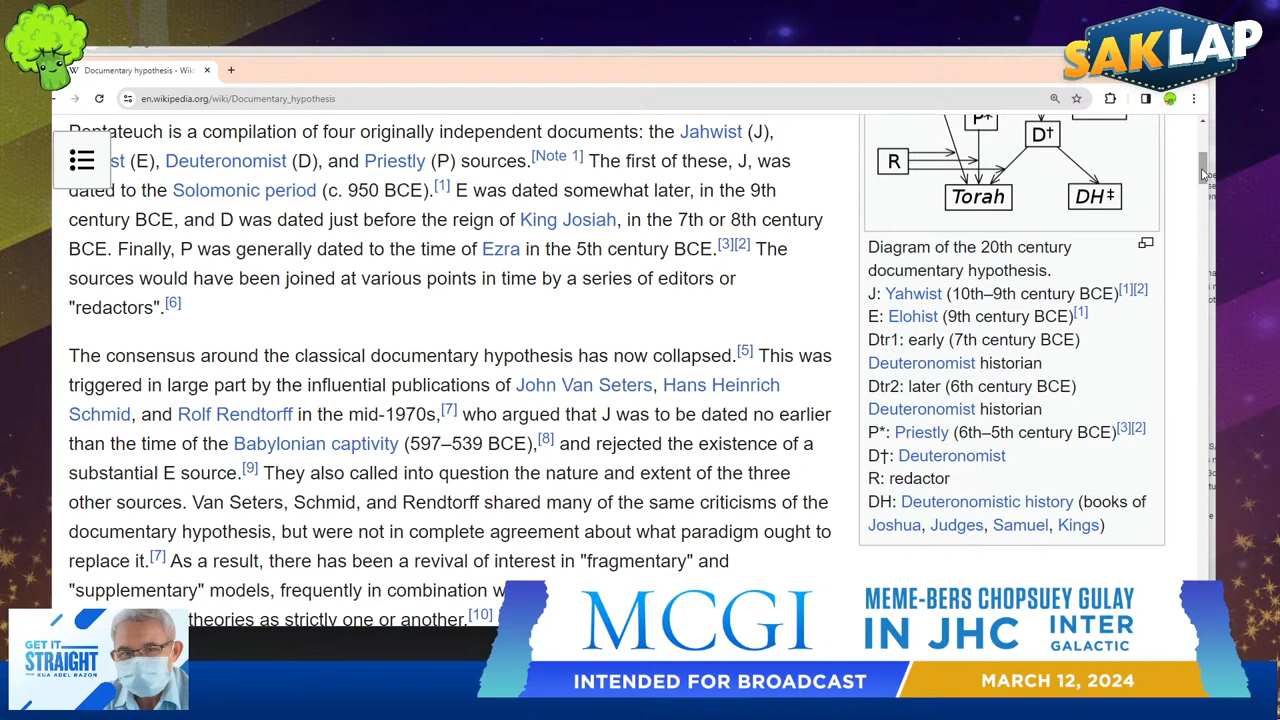 SAKLAP
Documentary hypothesis - Wiki
en.wikipedia.org/wiki/Documentary_hypothesis
Pentateuch is a compilation of four originally independent documents: the Jahwist (J),
st (E), Deuteronomist (D), and Priestly (P) sources.[Note 1] The first of these, J, was
dated to the Solomonic period (c. 950 BCE).[1] E was dated somewhat later, in the 9th
century BCE, and D was dated just before the reign of King Josiah, in the 7th or 8th century
BCE. Finally, P was generally dated to the time of Ezra in the 5th century BCE.[3][2] The
sources would have been joined at various points in time by a series of editors or
"redactors".[6]
The consensus around the classical documentary hypothesis has now collapsed.[5] This was
triggered in large part by the influential publications of John Van Seters, Hans Heinrich
Schmid, and Rolf Rendtorff in the mid-1970s,[7] who argued that J was to be dated no earlier
than the time of the Babylonian captivity (597–539 BCE),[8] and rejected the existence of a
substantial E source.[9] They also called into question the nature and extent of the three
other sources. Van Seters, Schmid, and Rendtorff shared many of the same criticisms of the
documentary hypothesis, but were not in complete agreement about what paradigm ought to
replace it.[7] As a result, there has been a revival of interest in "fragmentary" and
"supplementary" models, frequently in combination w
theories as strictly one or another.[10]
P*
D†
R
Torah
DH‡
Diagram of the 20th century
documentary hypothesis.
J: Yahwist (10th–9th century BCE)[1][2]
E: Elohist (9th century BCE)[1]
Dtr1: early (7th century BCE)
Deuteronomist historian
Dtr2: later (6th century BCE)
Deuteronomist historian
P*: Priestly (6th–5th century BCE)[3][2]
D†: Deuteronomist
R: redactor
DH: Deuteronomistic history (books of
Joshua, Judges, Samuel, Kings)
GET IT
STRAIGHT
KUA ADEL RAZON
MCGI
MEME-BERS CHOPSUEY GULAY
IN JHC INTER
GALACTIC
INTENDED FOR BROADCAST
MARCH 12, 2024